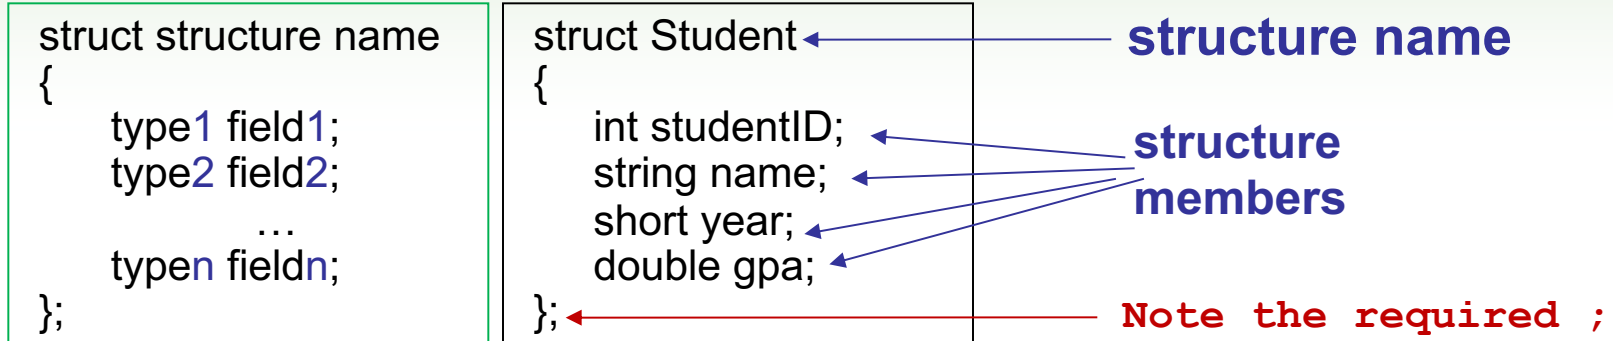 struct structure name
{
type1 field1;
type2 field2;
…
typen fieldn;
};
struct Student
{
int studentID;
string name;
short year;
double gpa;
};
structure name
structure
members
Note the required ;